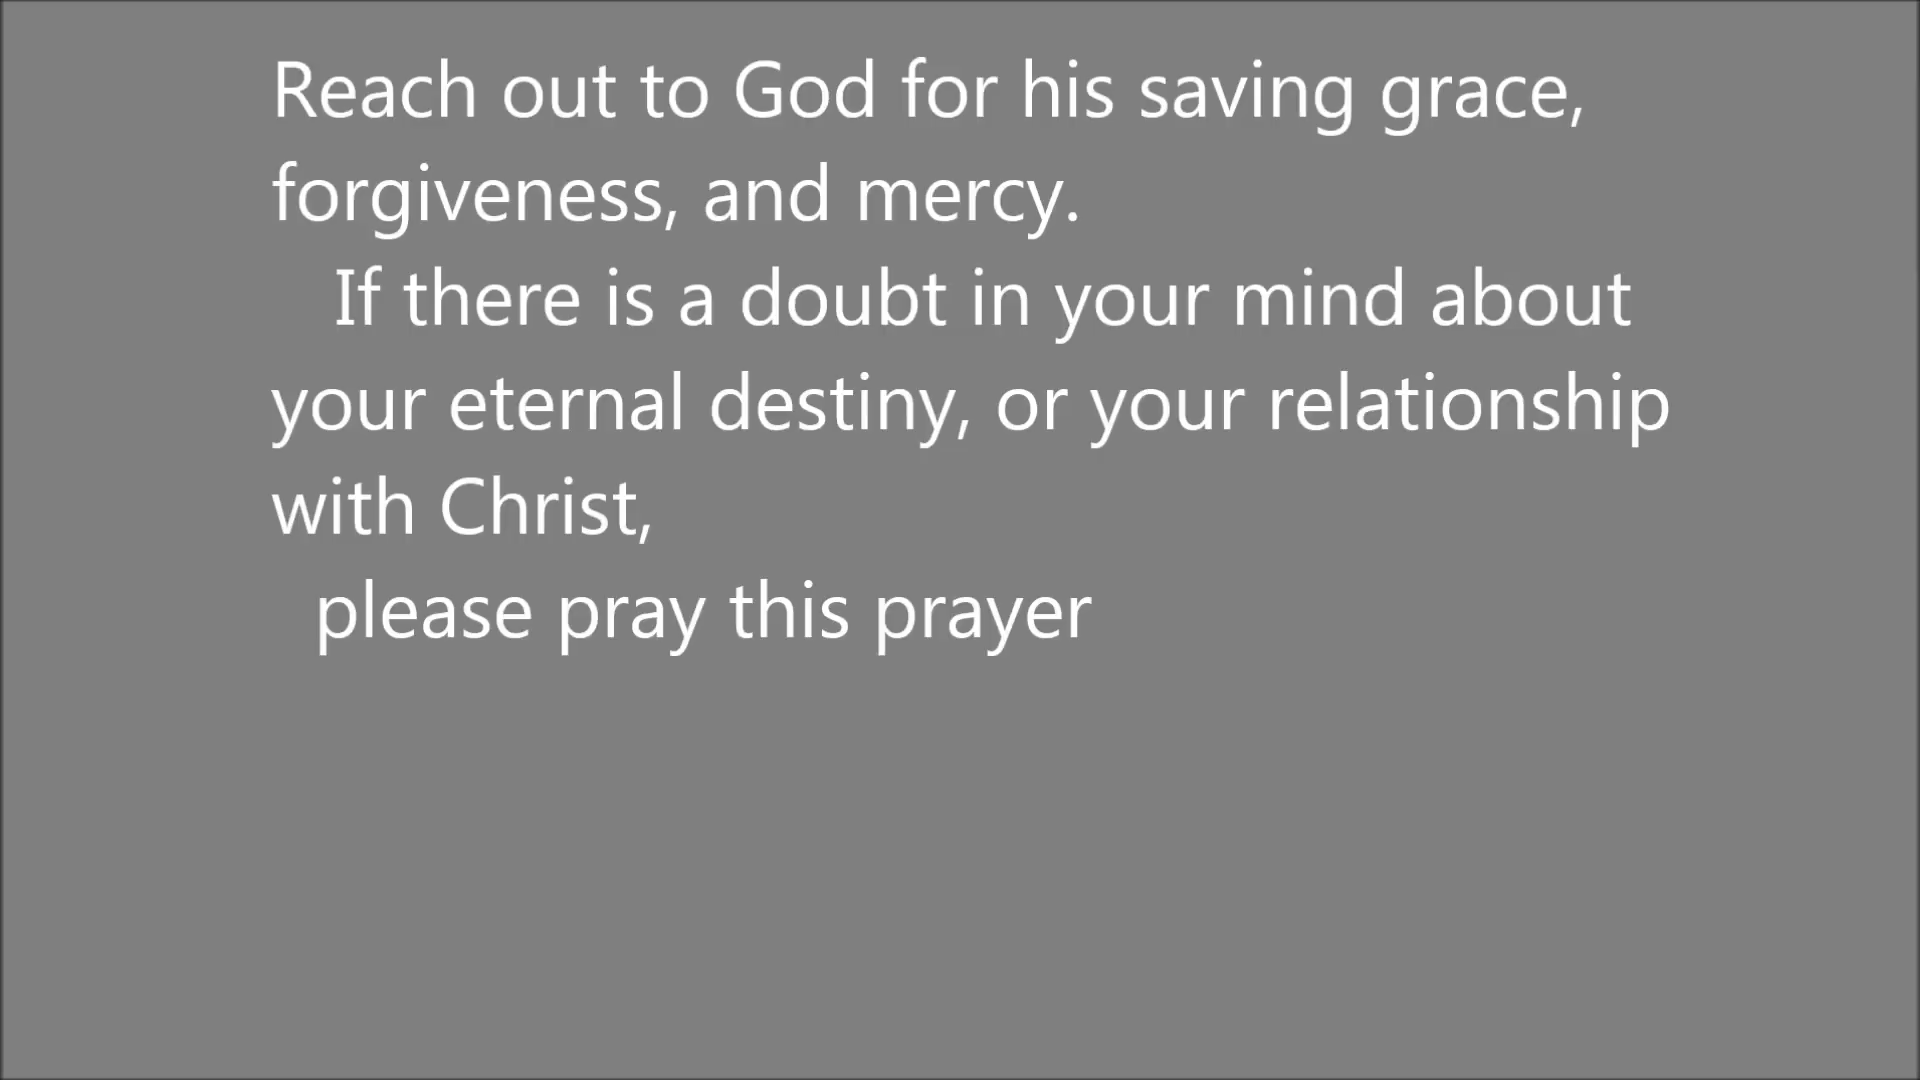 Reach out to God for his saving grace,
forgiveness, and mercy.
If there is a doubt in your mind about
your eternal destiny, or your relationship
with Christ,
please pray this prayer